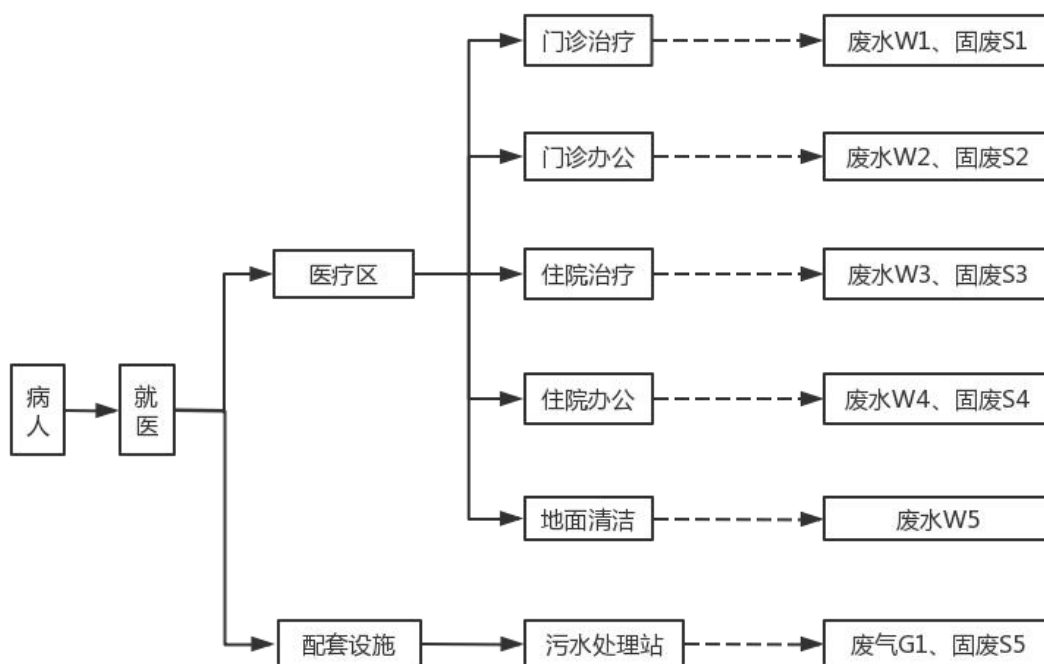 门诊治疗
废水W1、固废S1
门诊办公
废水W2、固废S2
医疗区
住院治疗
废水W3、固废S3
病人
就医
住院办公
废水W4、固废S4
地面清洁
废水W5
配套设施
污水处理站
废气G1、固废S5